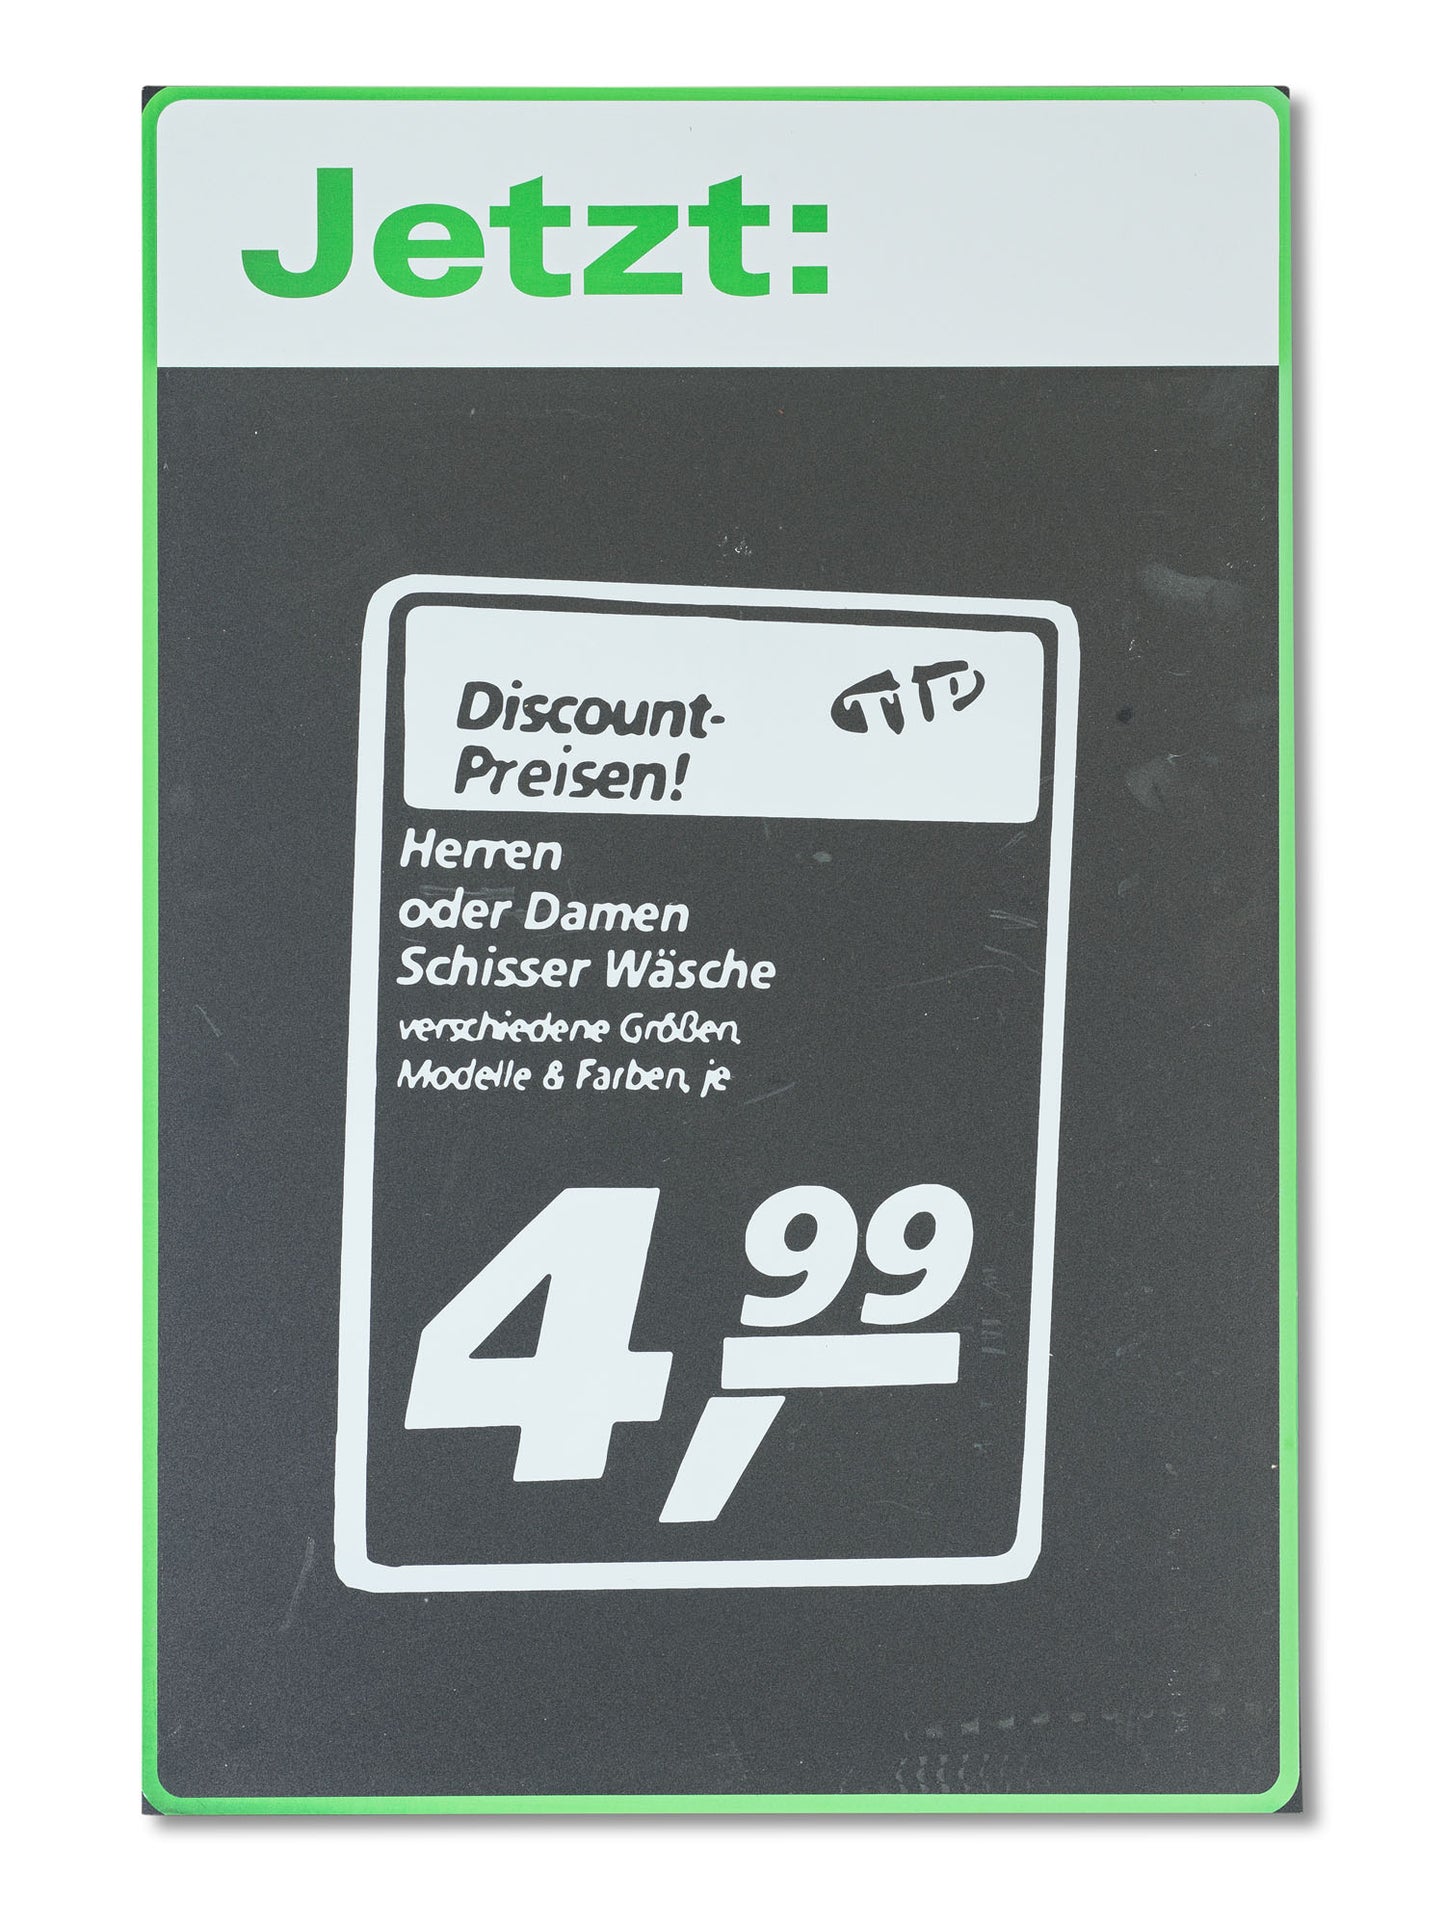 Jetzt:
Discount-
Preisen!
Herren
oder Damen
Schisser Wäsche
verschiedene Größen,
Modelle & Farben, je
4,99